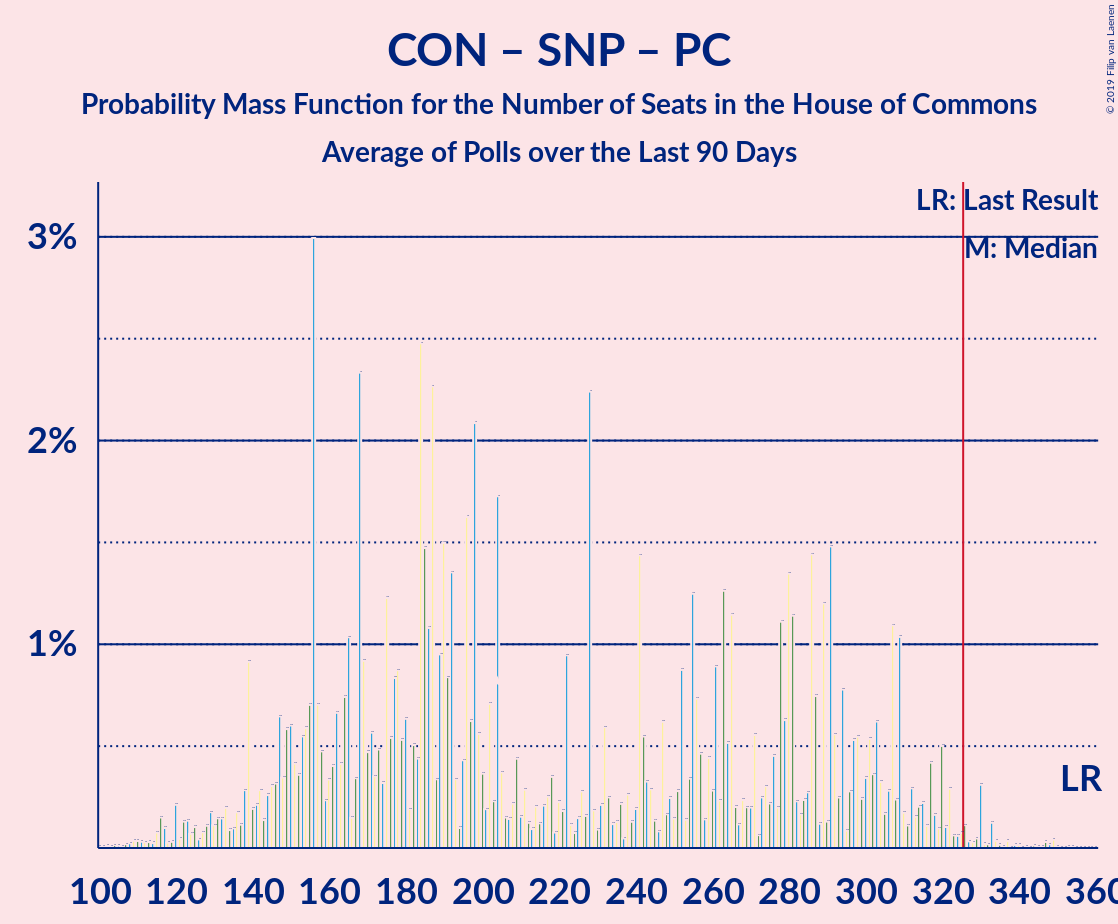 CON – SNP – PC
Probability Mass Function for the Number of Seats in the House of Commons
Average of Polls over the Last 90 Days
© 2019 Filip van Laenen
LR: Last Result
M: Median
3%
2%
1%
LR
100 120 140 160 180 200 220 240 260 280 300 320 340 360